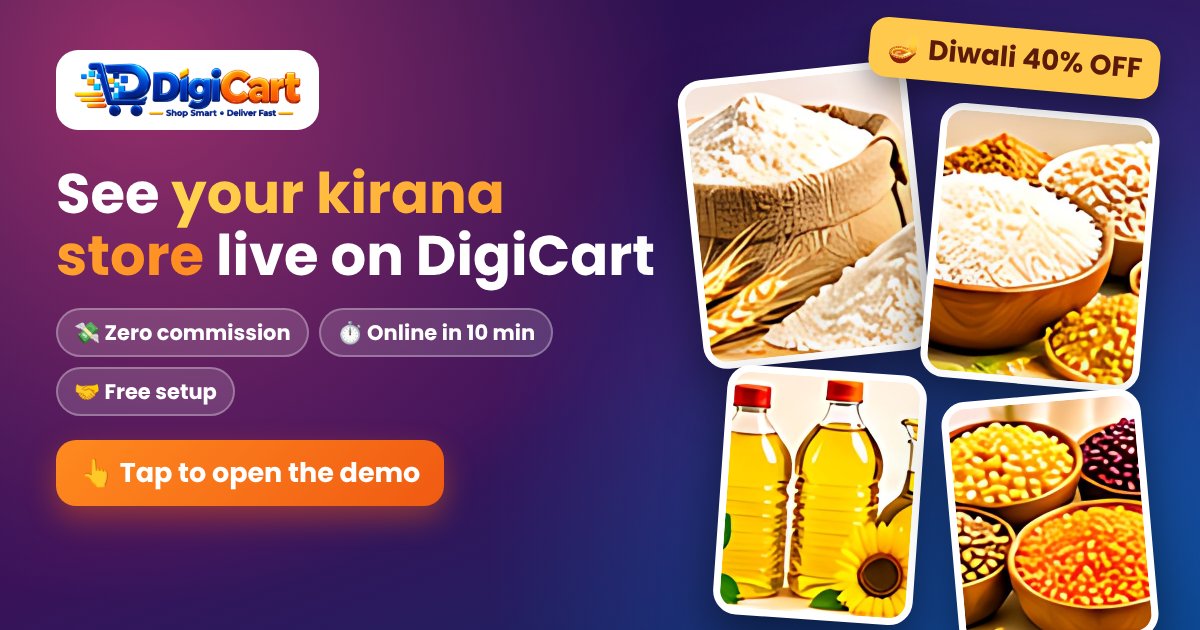 DigiCart
Shop Smart • Deliver Fast
Diwali 40% OFF
See your kirana
store live on DigiCart
Zero commission
Online in 10 min
Free setup
Tap to open the demo